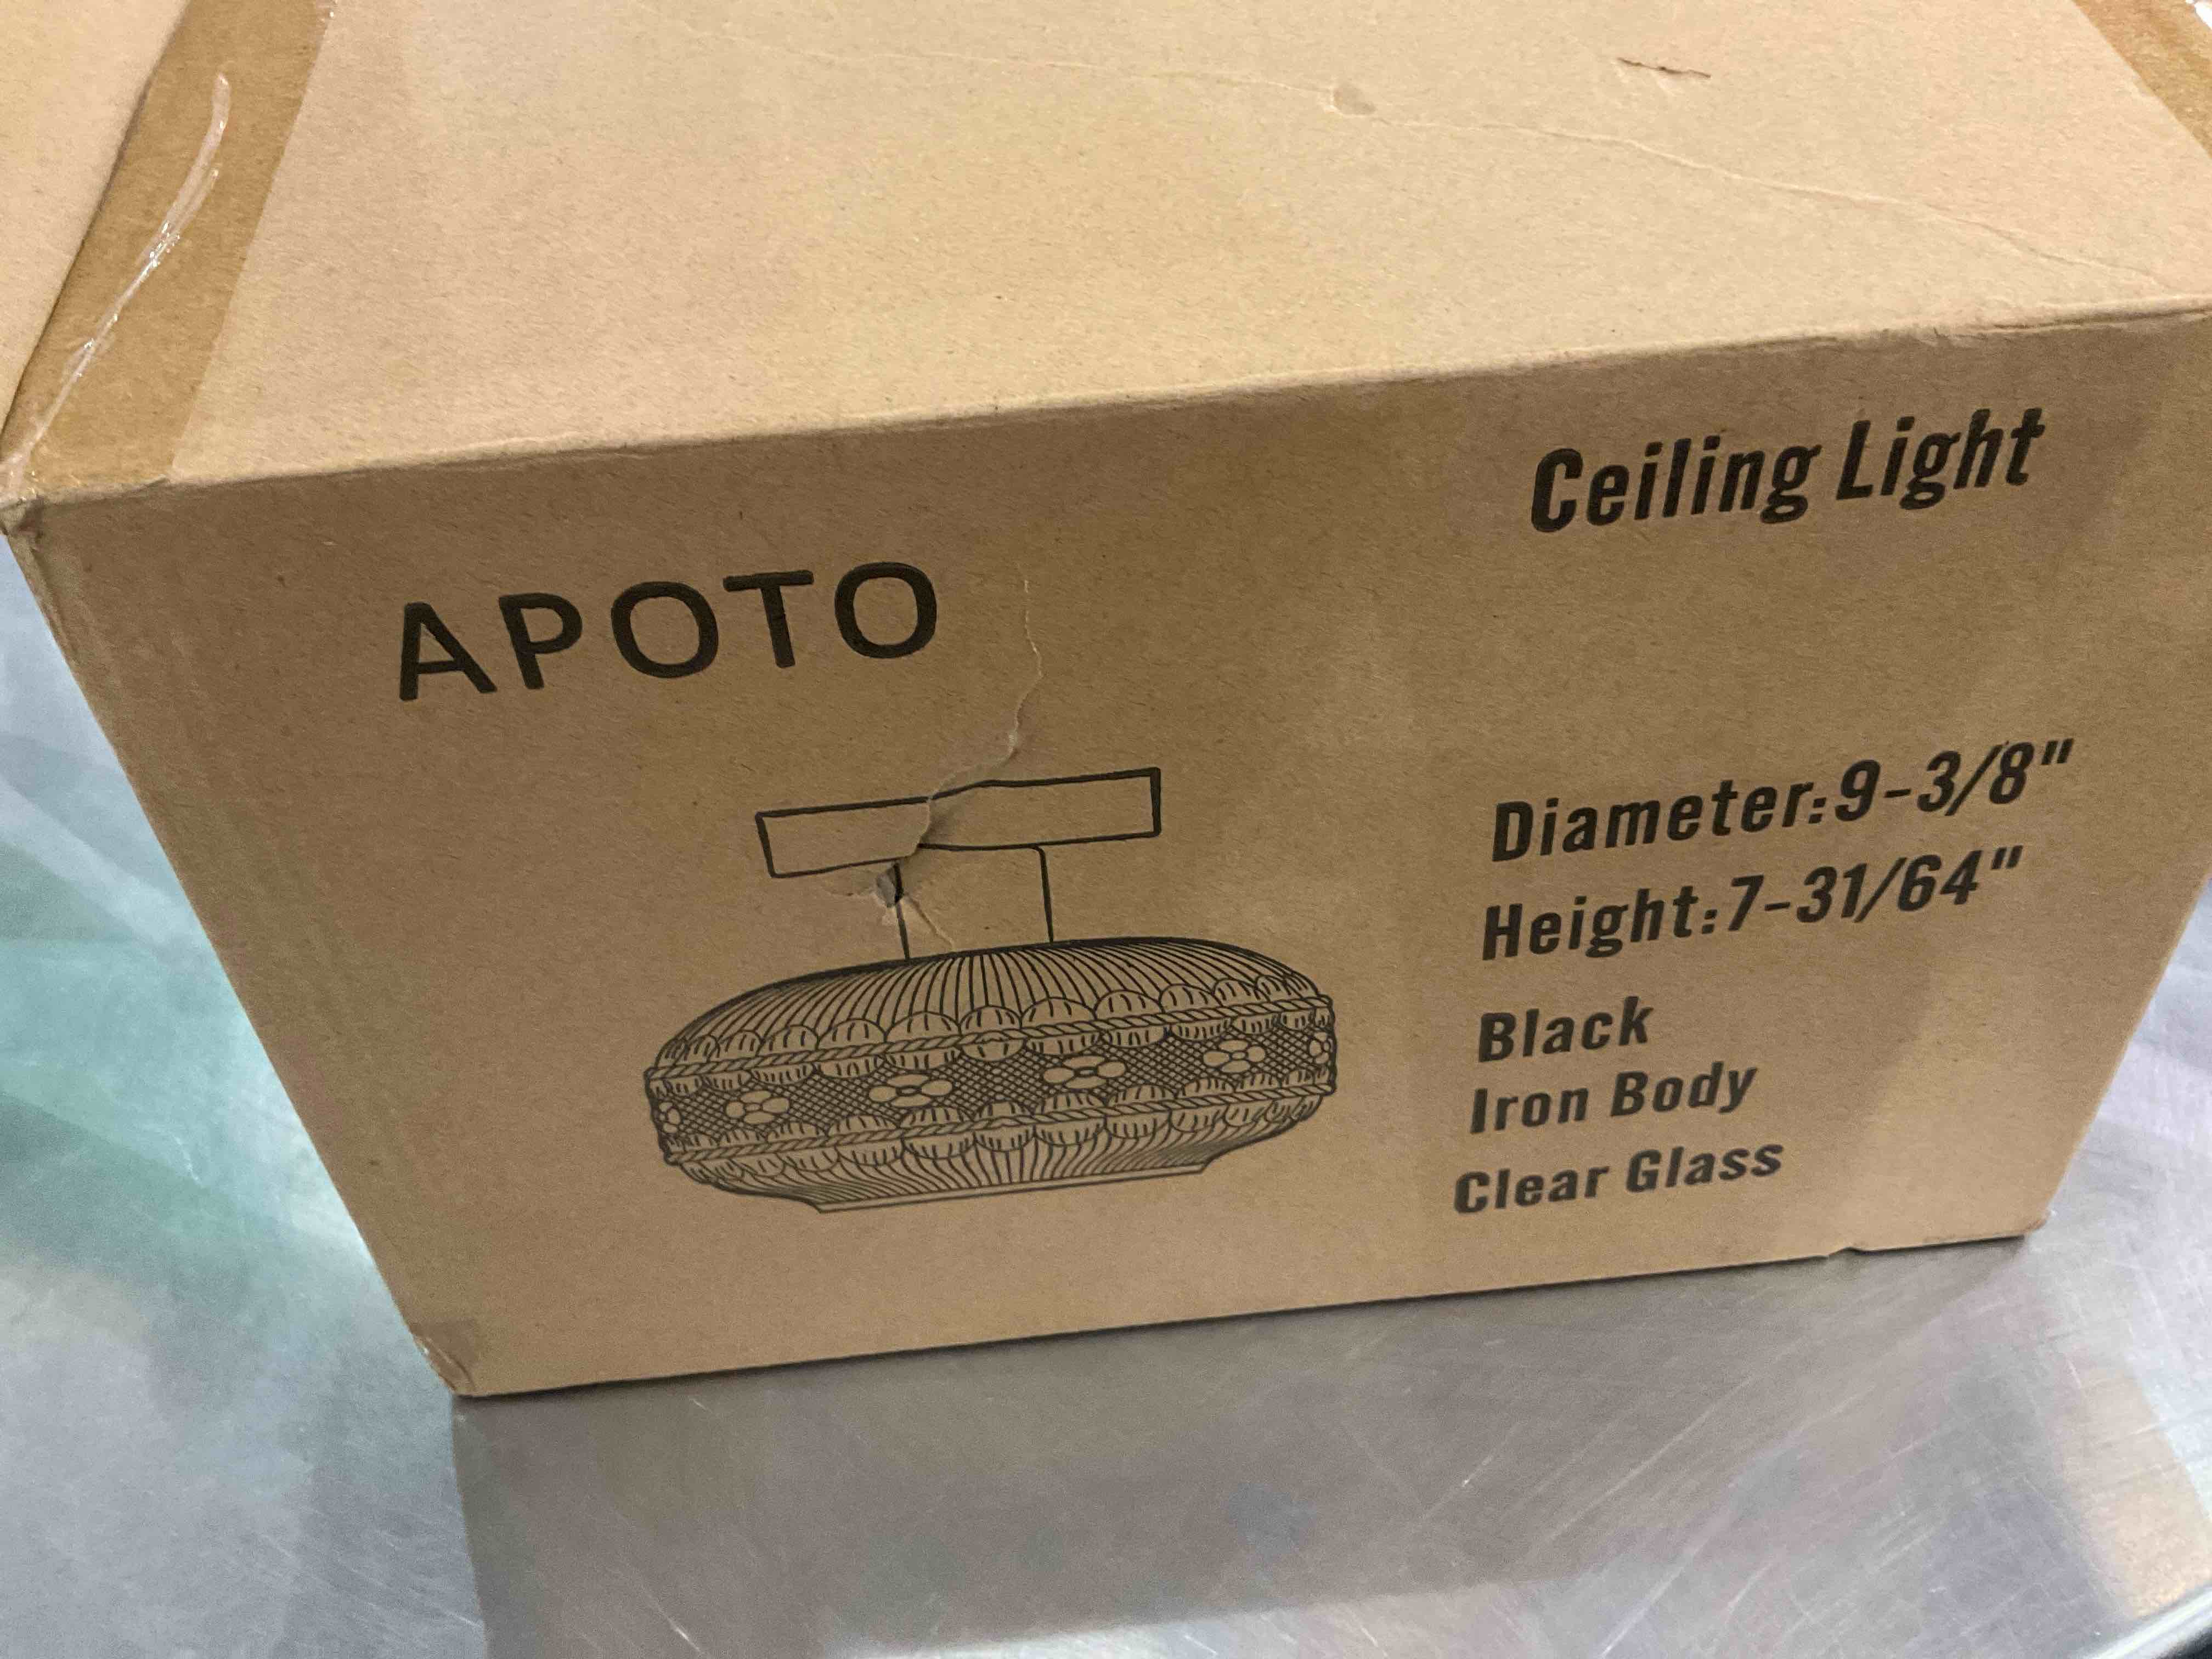 Ceiling Light
APOTO
Diameter:9-3/8"
Height:7-31/64"
Black
Iron Body
Clear Glass